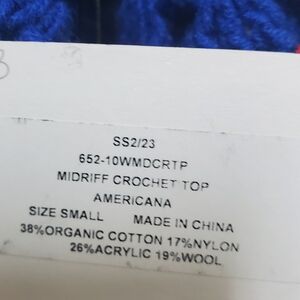 SS2/23
652-10WMDCRTP
MIDRIFF CROCHET TOP
AMERICANA
SIZE SMALL MADE IN CHINA
38%ORGANIC COTTON 17%NYLON
26%ACRYLIC 19%WOOL